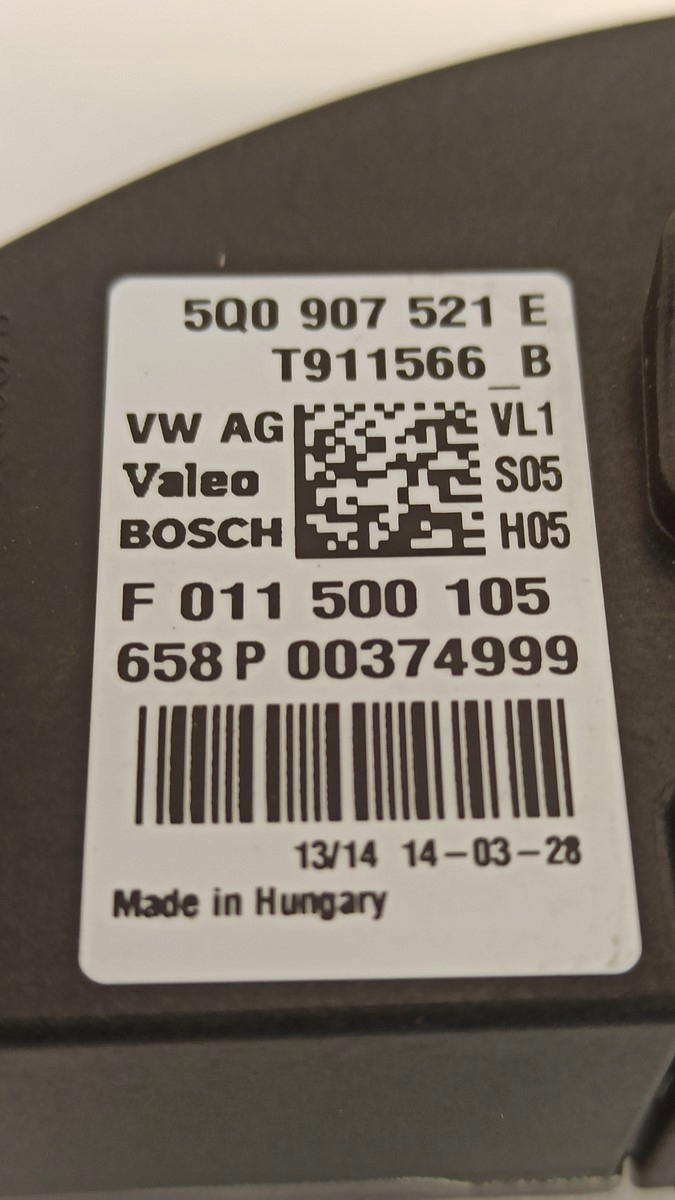 5Q0 907 521 E
T911566_B
VW AG VL1
Valeo S05
BOSCH H05
F 011 500 105
658P 00374999
13/14 14-03-28
Made in Hungary